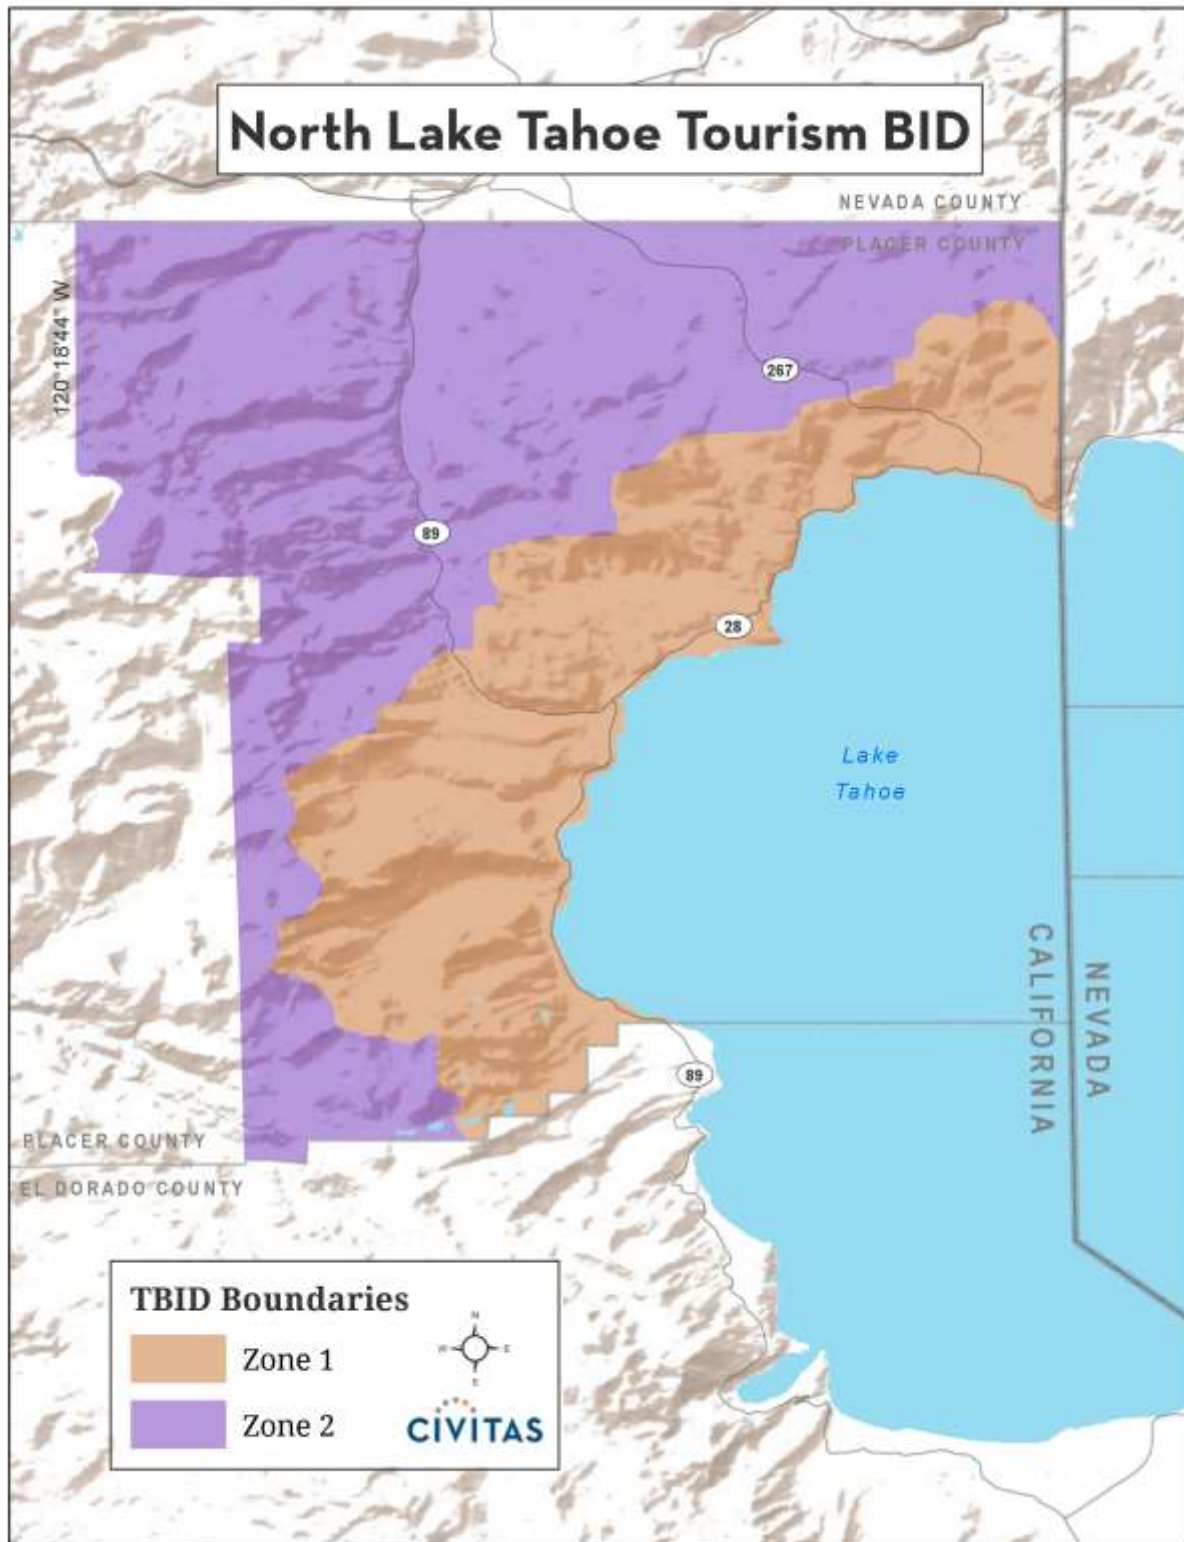 North Lake Tahoe Tourism BID
NEVADA COUNTY
PLACER COUNTY
120°18'44" W
267
89
28
Lake
Tahoe
CALIFORNIA
NEVADA
89
PLACER COUNTY
EL DORADO COUNTY
TBID Boundaries
Zone 1
Zone 2
N
W E
S
CIVITAS